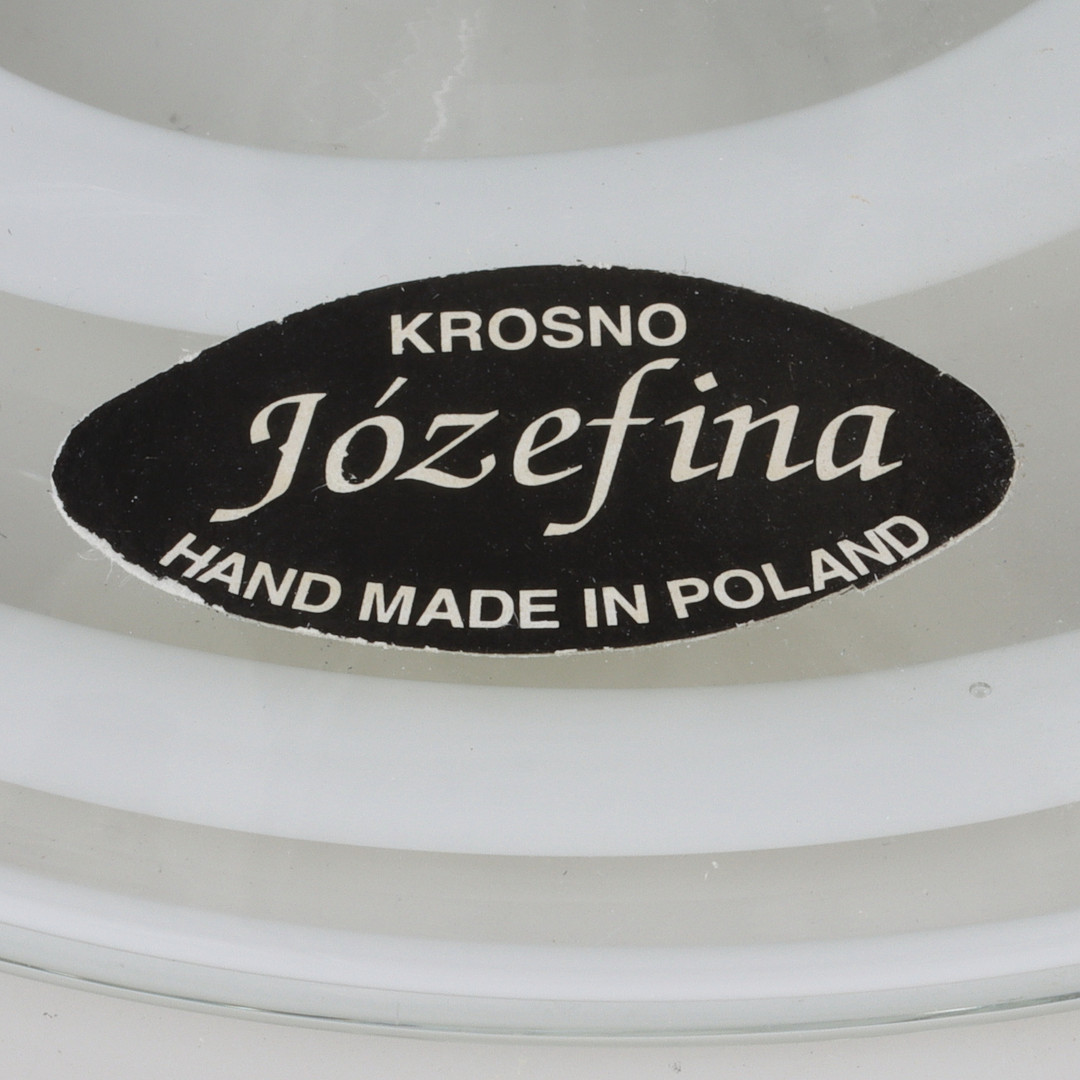 KROSNO
Józefina
HAND MADE IN POLAND